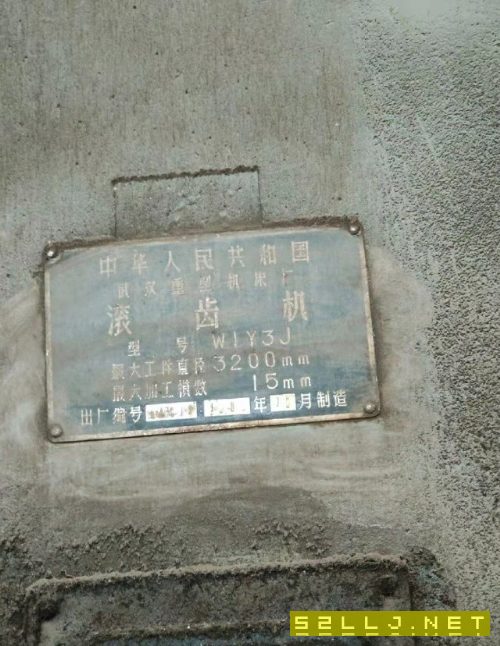 中华人民共和国
武汉重型机床厂
滚齿机
型号 W1Y3J
最大工件直径 3200mm
最大加工模数 15mm
出厂编号 年 月制造
52LLJ.NET